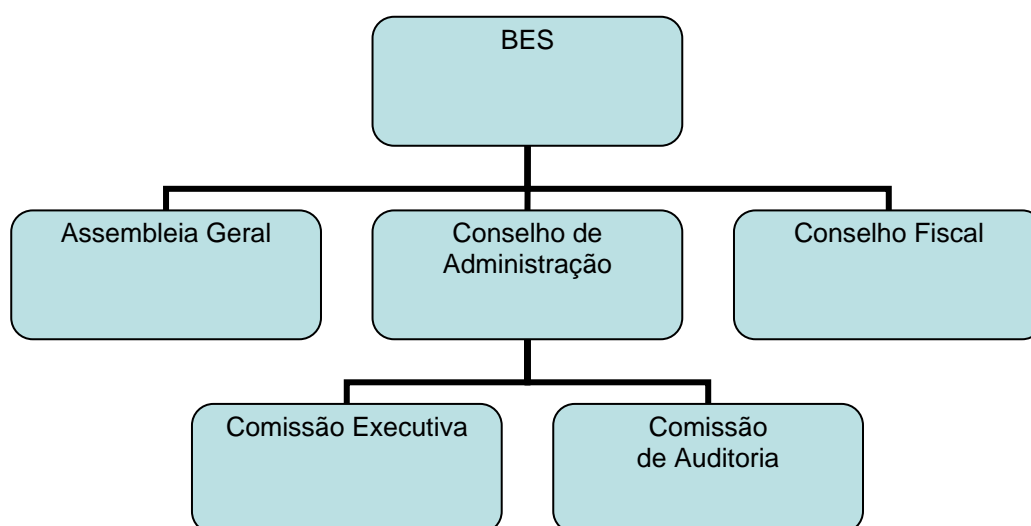 BES
Assembleia Geral
Conselho de
Administração
Conselho Fiscal
Comissão Executiva
Comissão
de Auditoria